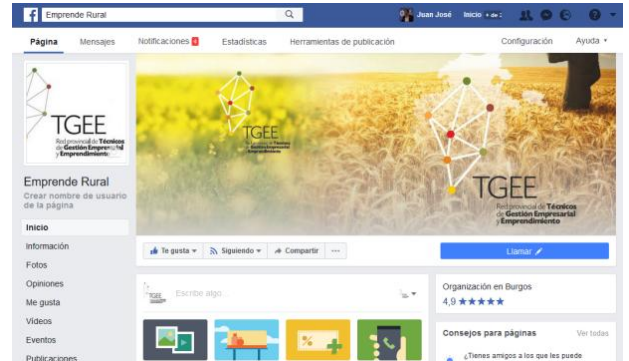 Emprende Rural
Juan José
Inicio
Página
Mensajes
Notificaciones
Estadísticas
Herramientas de publicación
Configuración
Ayuda
TGEE
Red provincial de Técnicos
de Gestión Empresarial
y Emprendimiento
TGEE
TGEE
Red provincial de Técnicos
de Gestión Empresarial
y Emprendimiento
Emprende Rural
Crear nombre de usuario
de la página
Inicio
Información
Fotos
Opiniones
Me gusta
Vídeos
Eventos
Publicaciones
Te gusta
Siguiendo
Compartir
Llamar
TGEE
Escribe algo...
Organización en Burgos
4,9 ★★★★★
Consejos para páginas
Ver todas
¿Tienes amigos a los que les puede